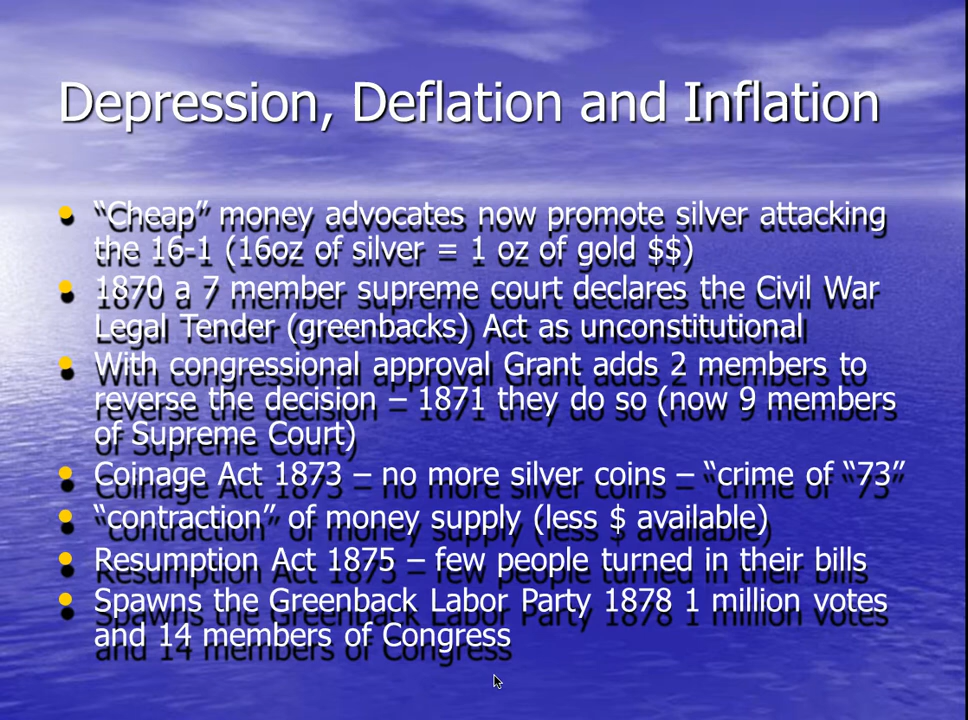 Depression, Deflation and Inflation
• “Cheap” money advocates now promote silver attacking
the 16-1 (16oz of silver = 1 oz of gold $$)
• 1870 a 7 member supreme court declares the Civil War
Legal Tender (greenbacks) Act as unconstitutional
• With congressional approval Grant adds 2 members to
reverse the decision – 1871 they do so (now 9 members
of Supreme Court)
• Coinage Act 1873 – no more silver coins – “crime of “73”
• “contraction” of money supply (less $ available)
• Resumption Act 1875 – few people turned in their bills
• Spawns the Greenback Labor Party 1878 1 million votes
and 14 members of Congress